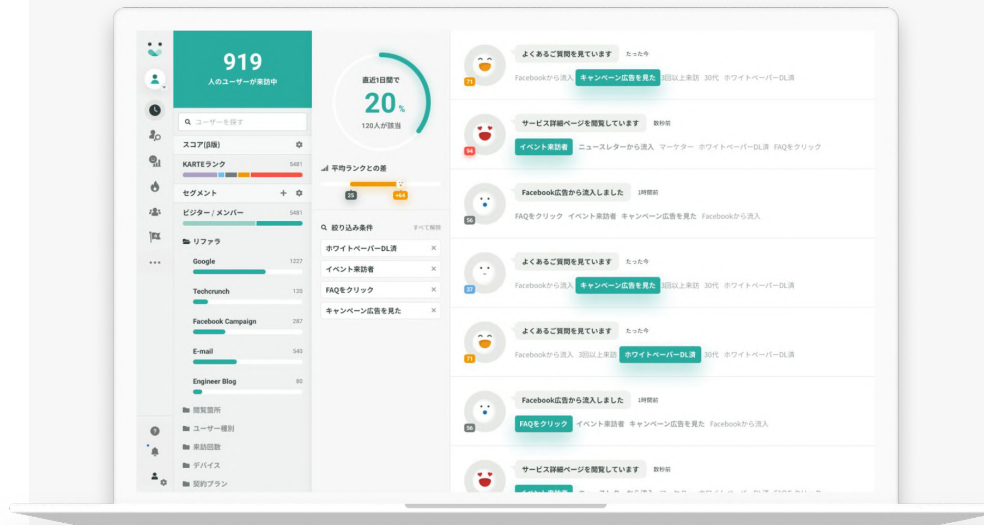 919
人のユーザーが来訪中
ユーザーを探す
スコア(β版)
KARTEランク 5481
セグメント
ビジター / メンバー 5481
リファラ
Google 1227
Techcrunch 120
Facebook Campaign 287
E-mail 540
Engineer Blog 80
閲覧箇所
ユーザー種別
来訪回数
デバイス
契約プラン
直近1日間で
20%
120人が該当
平均ランクとの差
25 +64
絞り込み条件 すべて解除
ホワイトペーパーDL済
イベント来訪者
FAQをクリック
キャンペーン広告を見た
よくあるご質問を見ています たった今
71 Facebookから流入 キャンペーン広告を見た 3回以上来訪 30代 ホワイトペーパーDL済
サービス詳細ページを閲覧しています 数秒前
94 イベント来訪者 ニュースレターから流入 マーケター ホワイトペーパーDL済 FAQをクリック
Facebook広告から流入しました 1時間前
56 FAQをクリック イベント来訪者 キャンペーン広告を見た Facebookから流入
よくあるご質問を見ています たった今
37 Facebookから流入 キャンペーン広告を見た 3回以上来訪 30代 ホワイトペーパーDL済
よくあるご質問を見ています たった今
71 Facebookから流入 3回以上来訪 ホワイトペーパーDL済 30代 ホワイトペーパーDL済
Facebook広告から流入しました 1時間前
56 FAQをクリック イベント来訪者 キャンペーン広告を見た Facebookから流入
サービス詳細ページを閲覧しています 数秒前